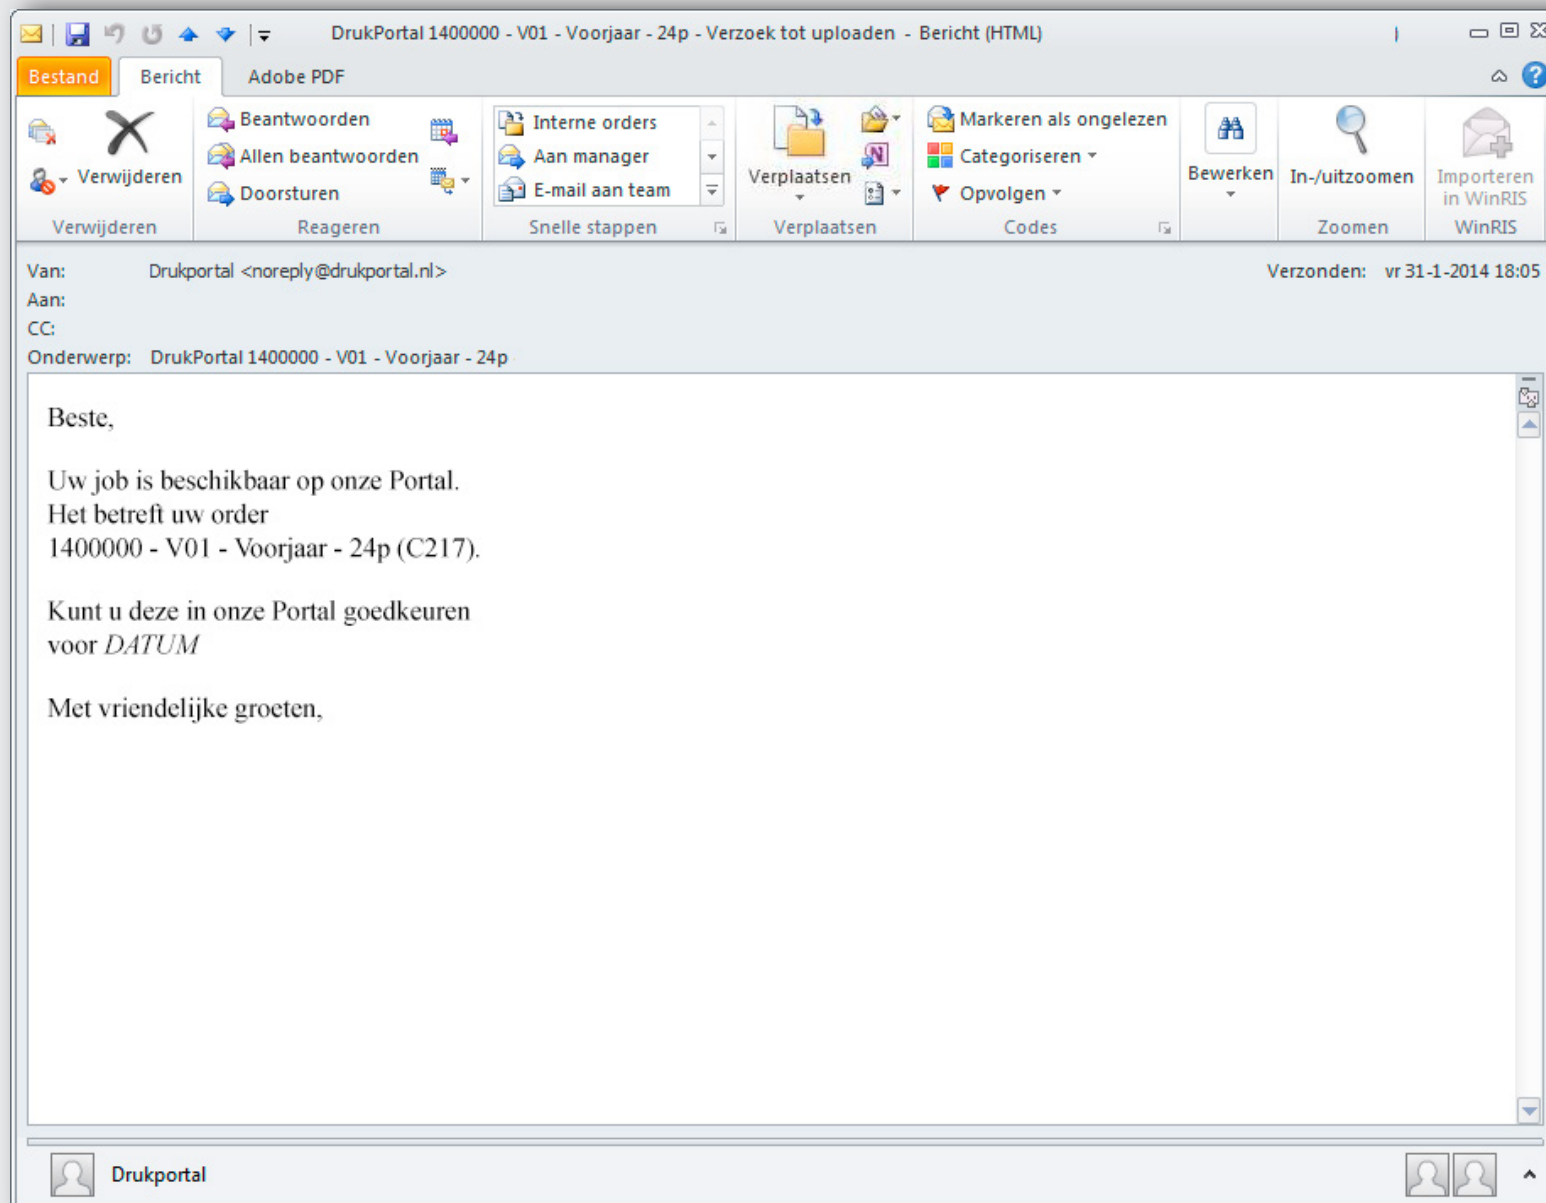 DrukPortal 1400000 - V01 - Voorjaar - 24p - Verzoek tot uploaden - Bericht (HTML)
Bestand Bericht Adobe PDF
Beantwoorden
Allen beantwoorden
Doorsturen
Verwijderen
Interne orders
Aan manager
E-mail aan team
Verplaatsen
Markeren als ongelezen
Categoriseren
Opvolgen
Bewerken
In-/uitzoomen
Importeren
in WinRIS
Verwijderen Reageren Snelle stappen Verplaatsen Codes Zoomen WinRIS
Van: Drukportal <noreply@drukportal.nl> Verzonden: vr 31-1-2014 18:05
Aan:
CC:
Onderwerp: DrukPortal 1400000 - V01 - Voorjaar - 24p
Beste,
Uw job is beschikbaar op onze Portal.
Het betreft uw order
1400000 - V01 - Voorjaar - 24p (C217).
Kunt u deze in onze Portal goedkeuren
voor DATUM
Met vriendelijke groeten,
Drukportal